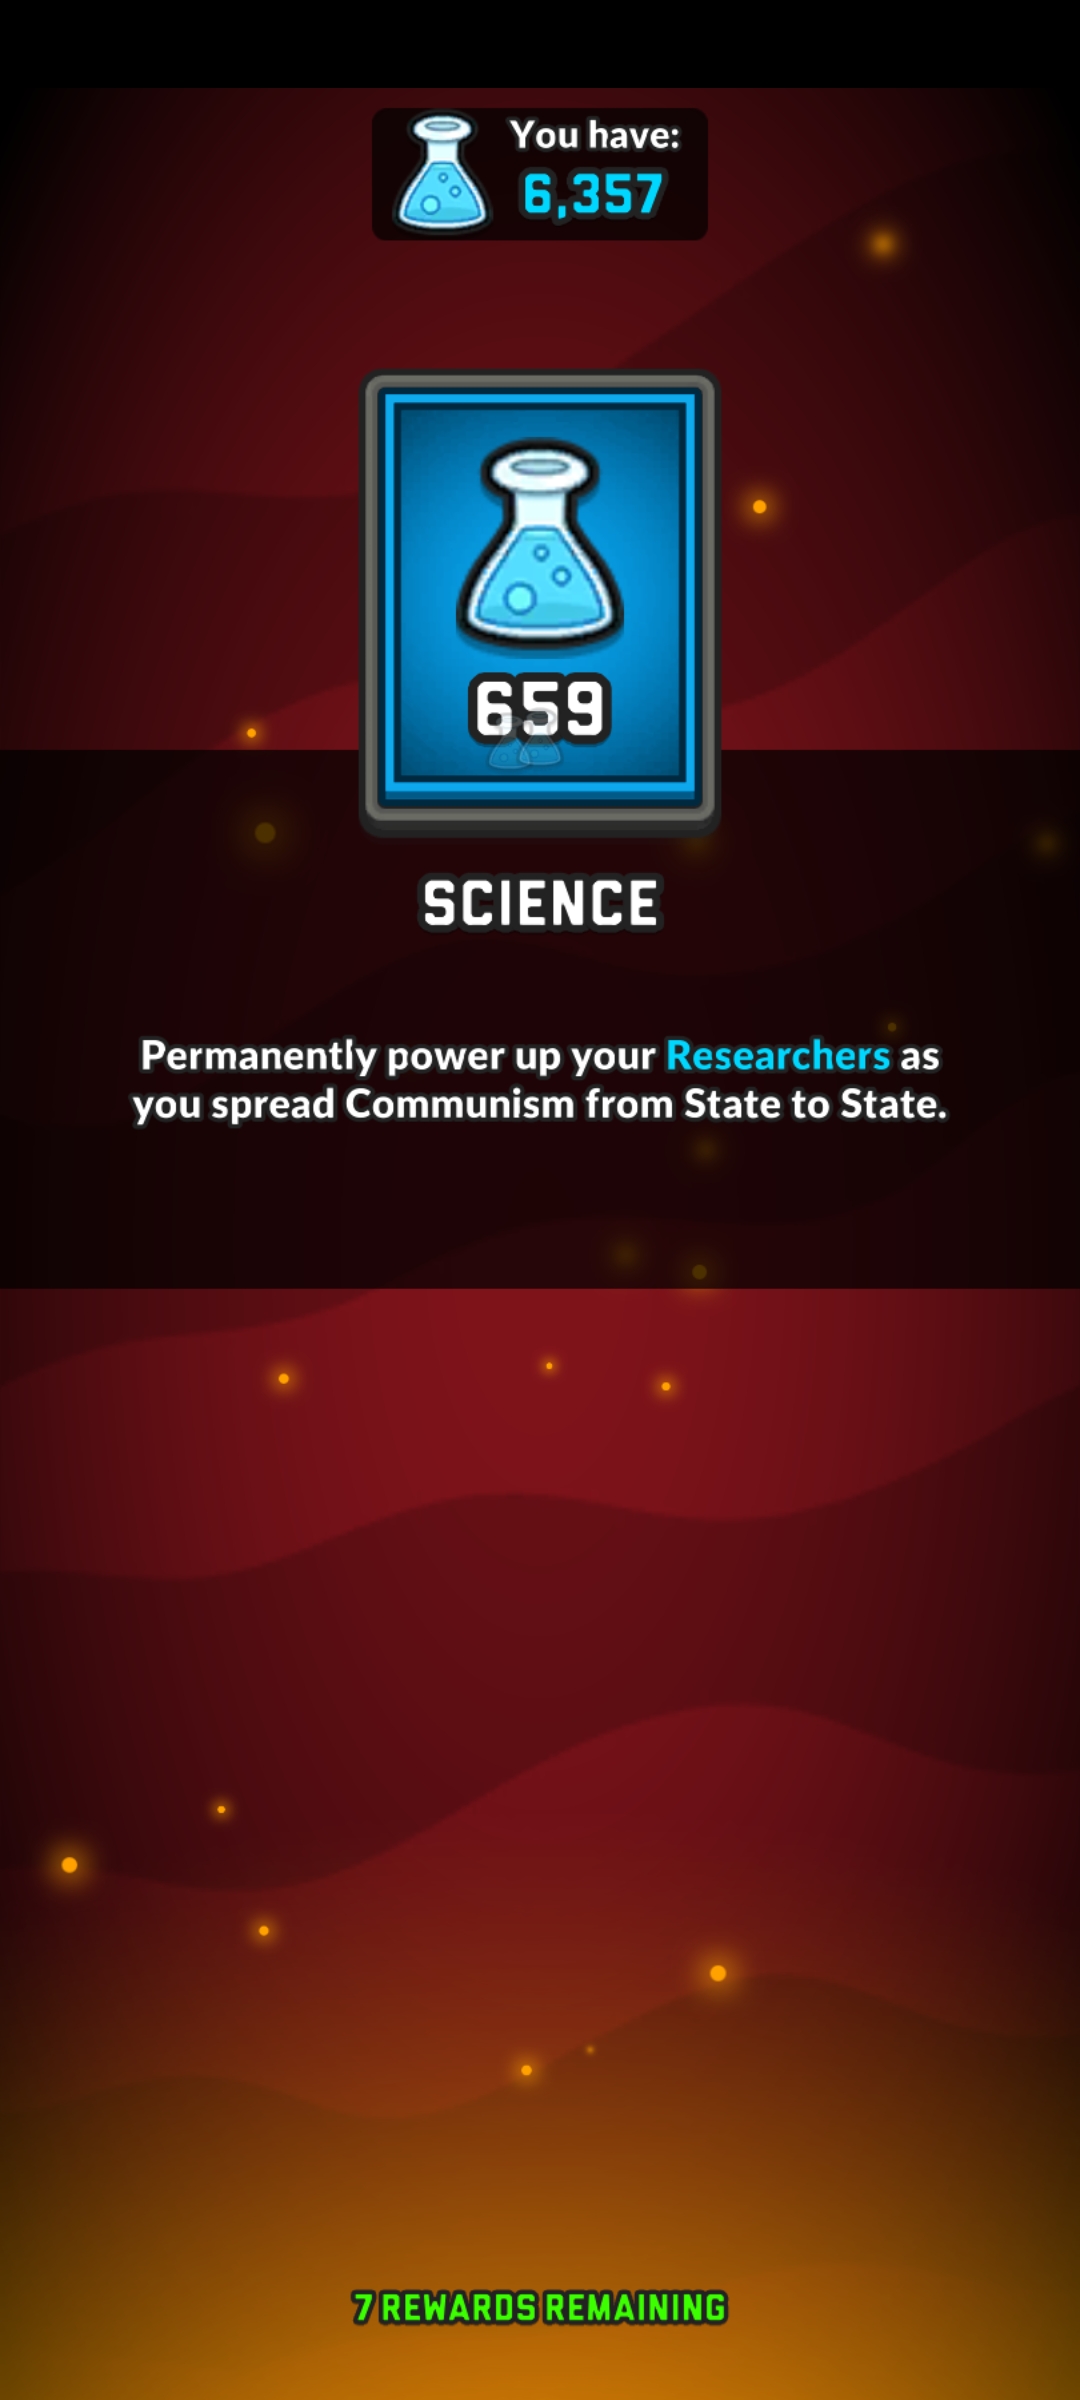 You have:
6,357
659
SCIENCE
Permanently power up your Researchers as
you spread Communism from State to State.
7 REWARDS REMAINING